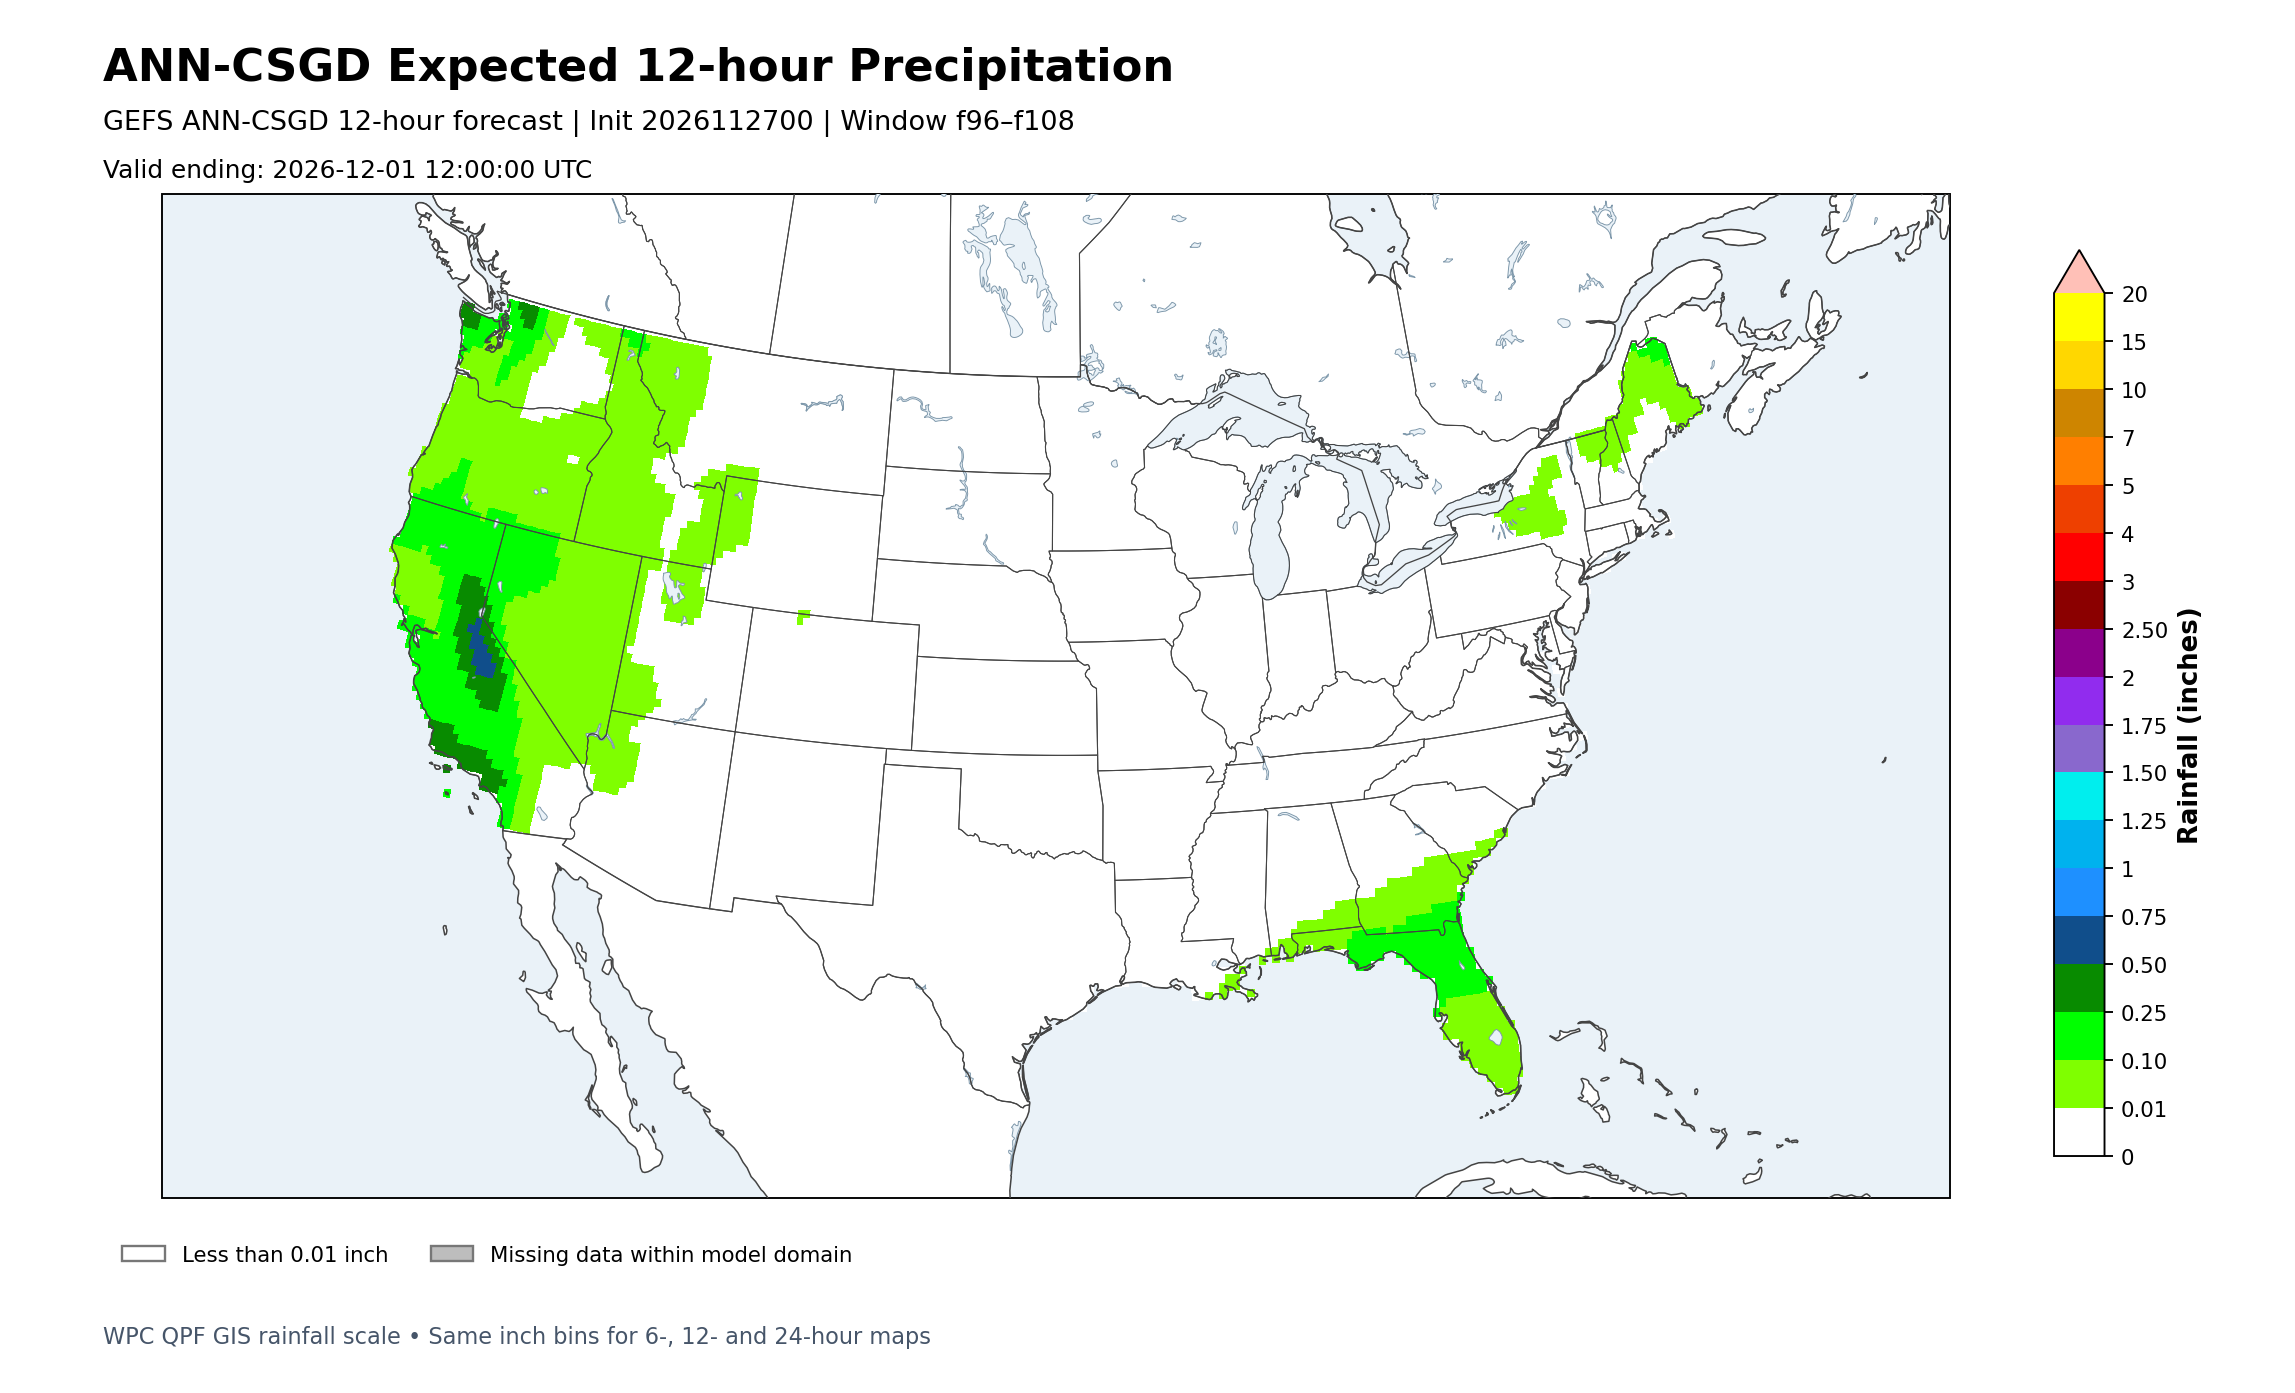 ANN-CSGD Expected 12-hour Precipitation
GEFS ANN-CSGD 12-hour forecast | Init 2026112700 | Window f96–f108
Valid ending: 2026-12-01 12:00:00 UTC
20
15
10
7
5
4
3
2.50
2
1.75
1.50
1.25
1
0.75
0.50
0.25
0.10
0.01
0
Rainfall (inches)
Less than 0.01 inch
Missing data within model domain
WPC QPF GIS rainfall scale • Same inch bins for 6-, 12- and 24-hour maps